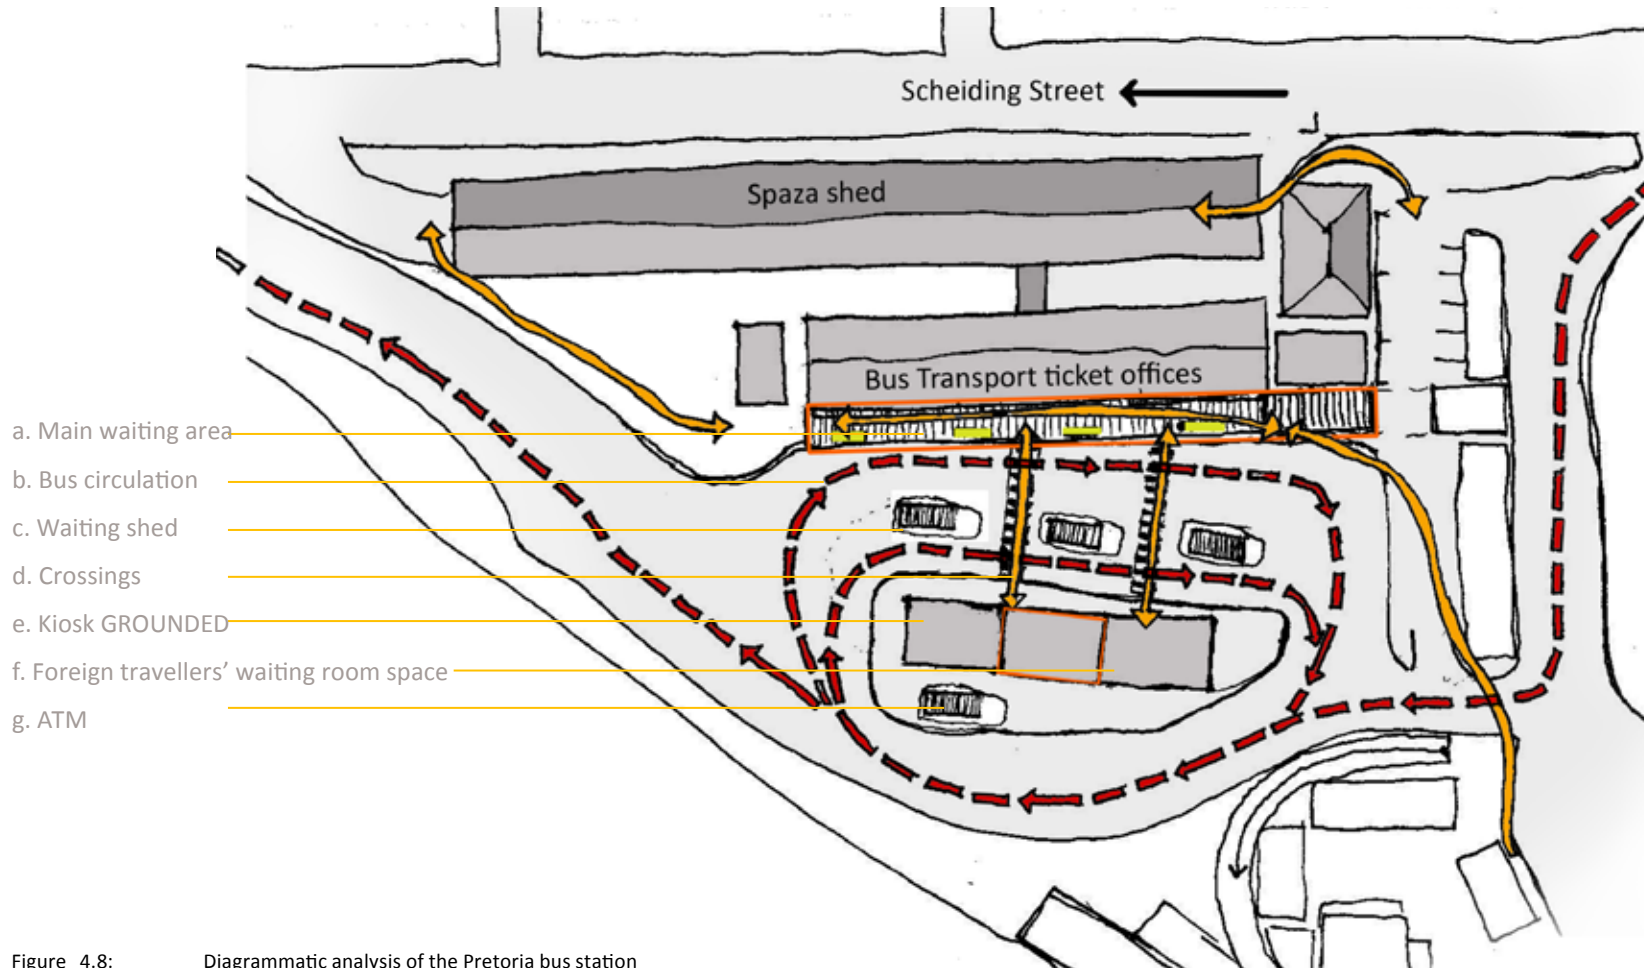 Scheiding Street
Spaza shed
Bus Transport ticket offices
a. Main waiting area
b. Bus circulation
c. Waiting shed
d. Crossings
e. Kiosk GROUNDED
f. Foreign travellers’ waiting room space
g. ATM
Figure 4.8: Diagrammatic analysis of the Pretoria bus station